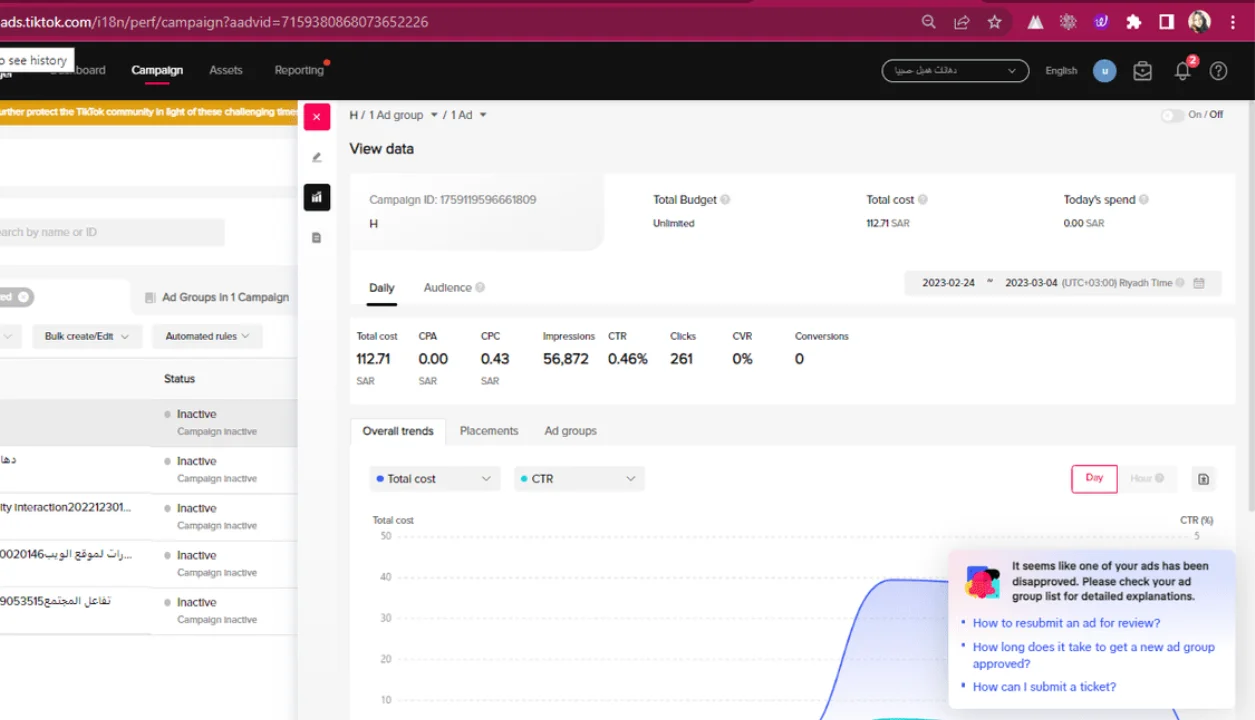 ads.tiktok.com/i18n/perf/campaign?aadvid=7159380868073652226
o see history
board
Campaign
Assets
Reporting
English
u
2
urther protect the TikTok community in light of these challenging time
H / 1 Ad group / 1 Ad
On / Off
View data
Campaign ID: 1759119596661809
H
Total Budget
Unlimited
Total cost
112.71 SAR
Today's spend
0.00 SAR
earch by name or ID
Daily
Audience
2023-02-24 ~ 2023-03-04 (UTC+03:00) Riyadh Time
ed
Ad Groups in 1 Campaign
Bulk create/Edit
Automated rules
Total cost CPA CPC Impressions CTR Clicks CVR Conversions
112.71 0.00 0.43 56,872 0.46% 261 0% 0
SAR SAR SAR
Status
Inactive
Campaign Inactive
دها
Inactive
Campaign Inactive
ity Interaction202212301...
Inactive
Campaign Inactive
رات لموقع الويب0020146...
Inactive
Campaign Inactive
تفاعل المجتمع9053515
Inactive
Campaign Inactive
Overall trends
Placements
Ad groups
Total cost
CTR
Day
Hour
Total cost
CTR (%)
50
5
40
30
20
10
It seems like one of your ads has been
disapproved. Please check your ad
group list for detailed explanations.
How to resubmit an ad for review?
How long does it take to get a new ad group
approved?
How can I submit a ticket?